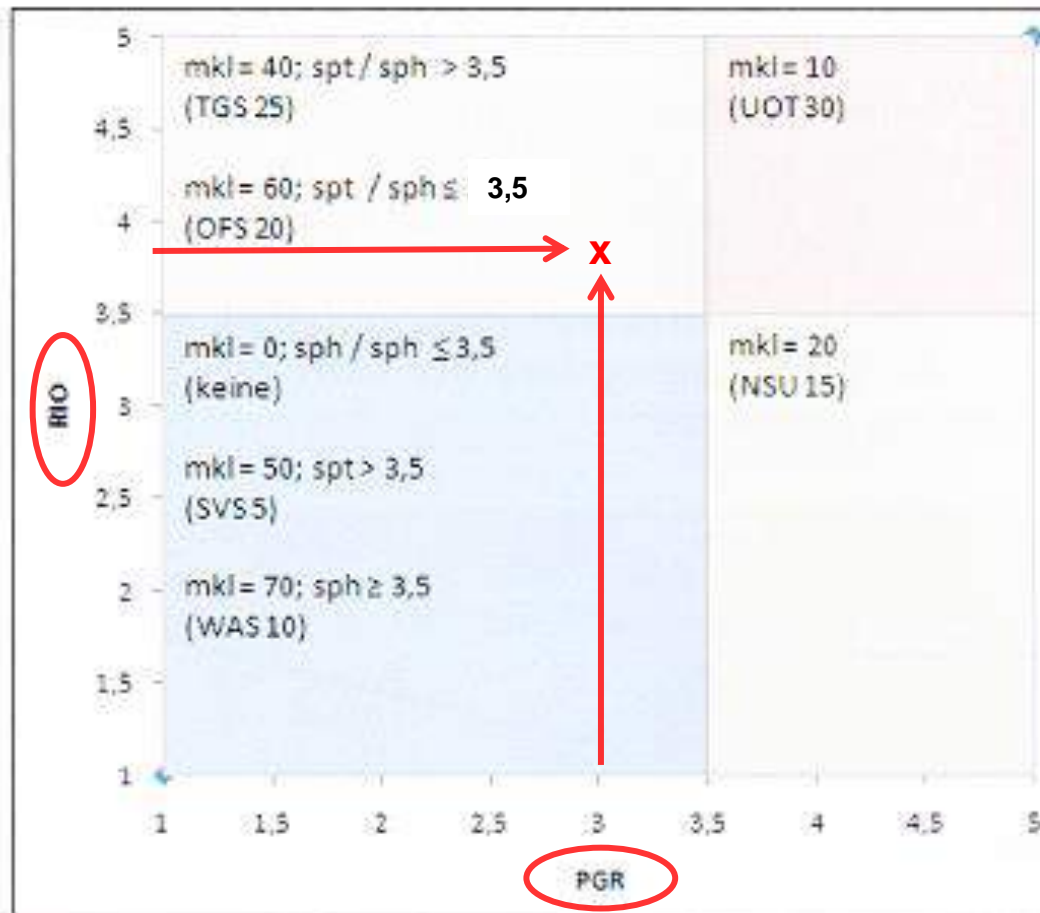 5
4,5
4
3,5
3
2,5
2
1,5
1
RIO
mkl = 40; spt / sph > 3,5
(TGS 25)
mkl = 60; spt / sph ≤ 3,5
(OFS 20)
x
mkl = 10
(UOT 30)
mkl = 0; sph / sph ≤ 3,5
(keine)
mkl = 50; spt > 3,5
(SVS 5)
mkl = 70; sph ≥ 3,5
(WAS 10)
mkl = 20
(NSU 15)
1 1,5 2 2,5 3 3,5 4 4,5 5
PGR